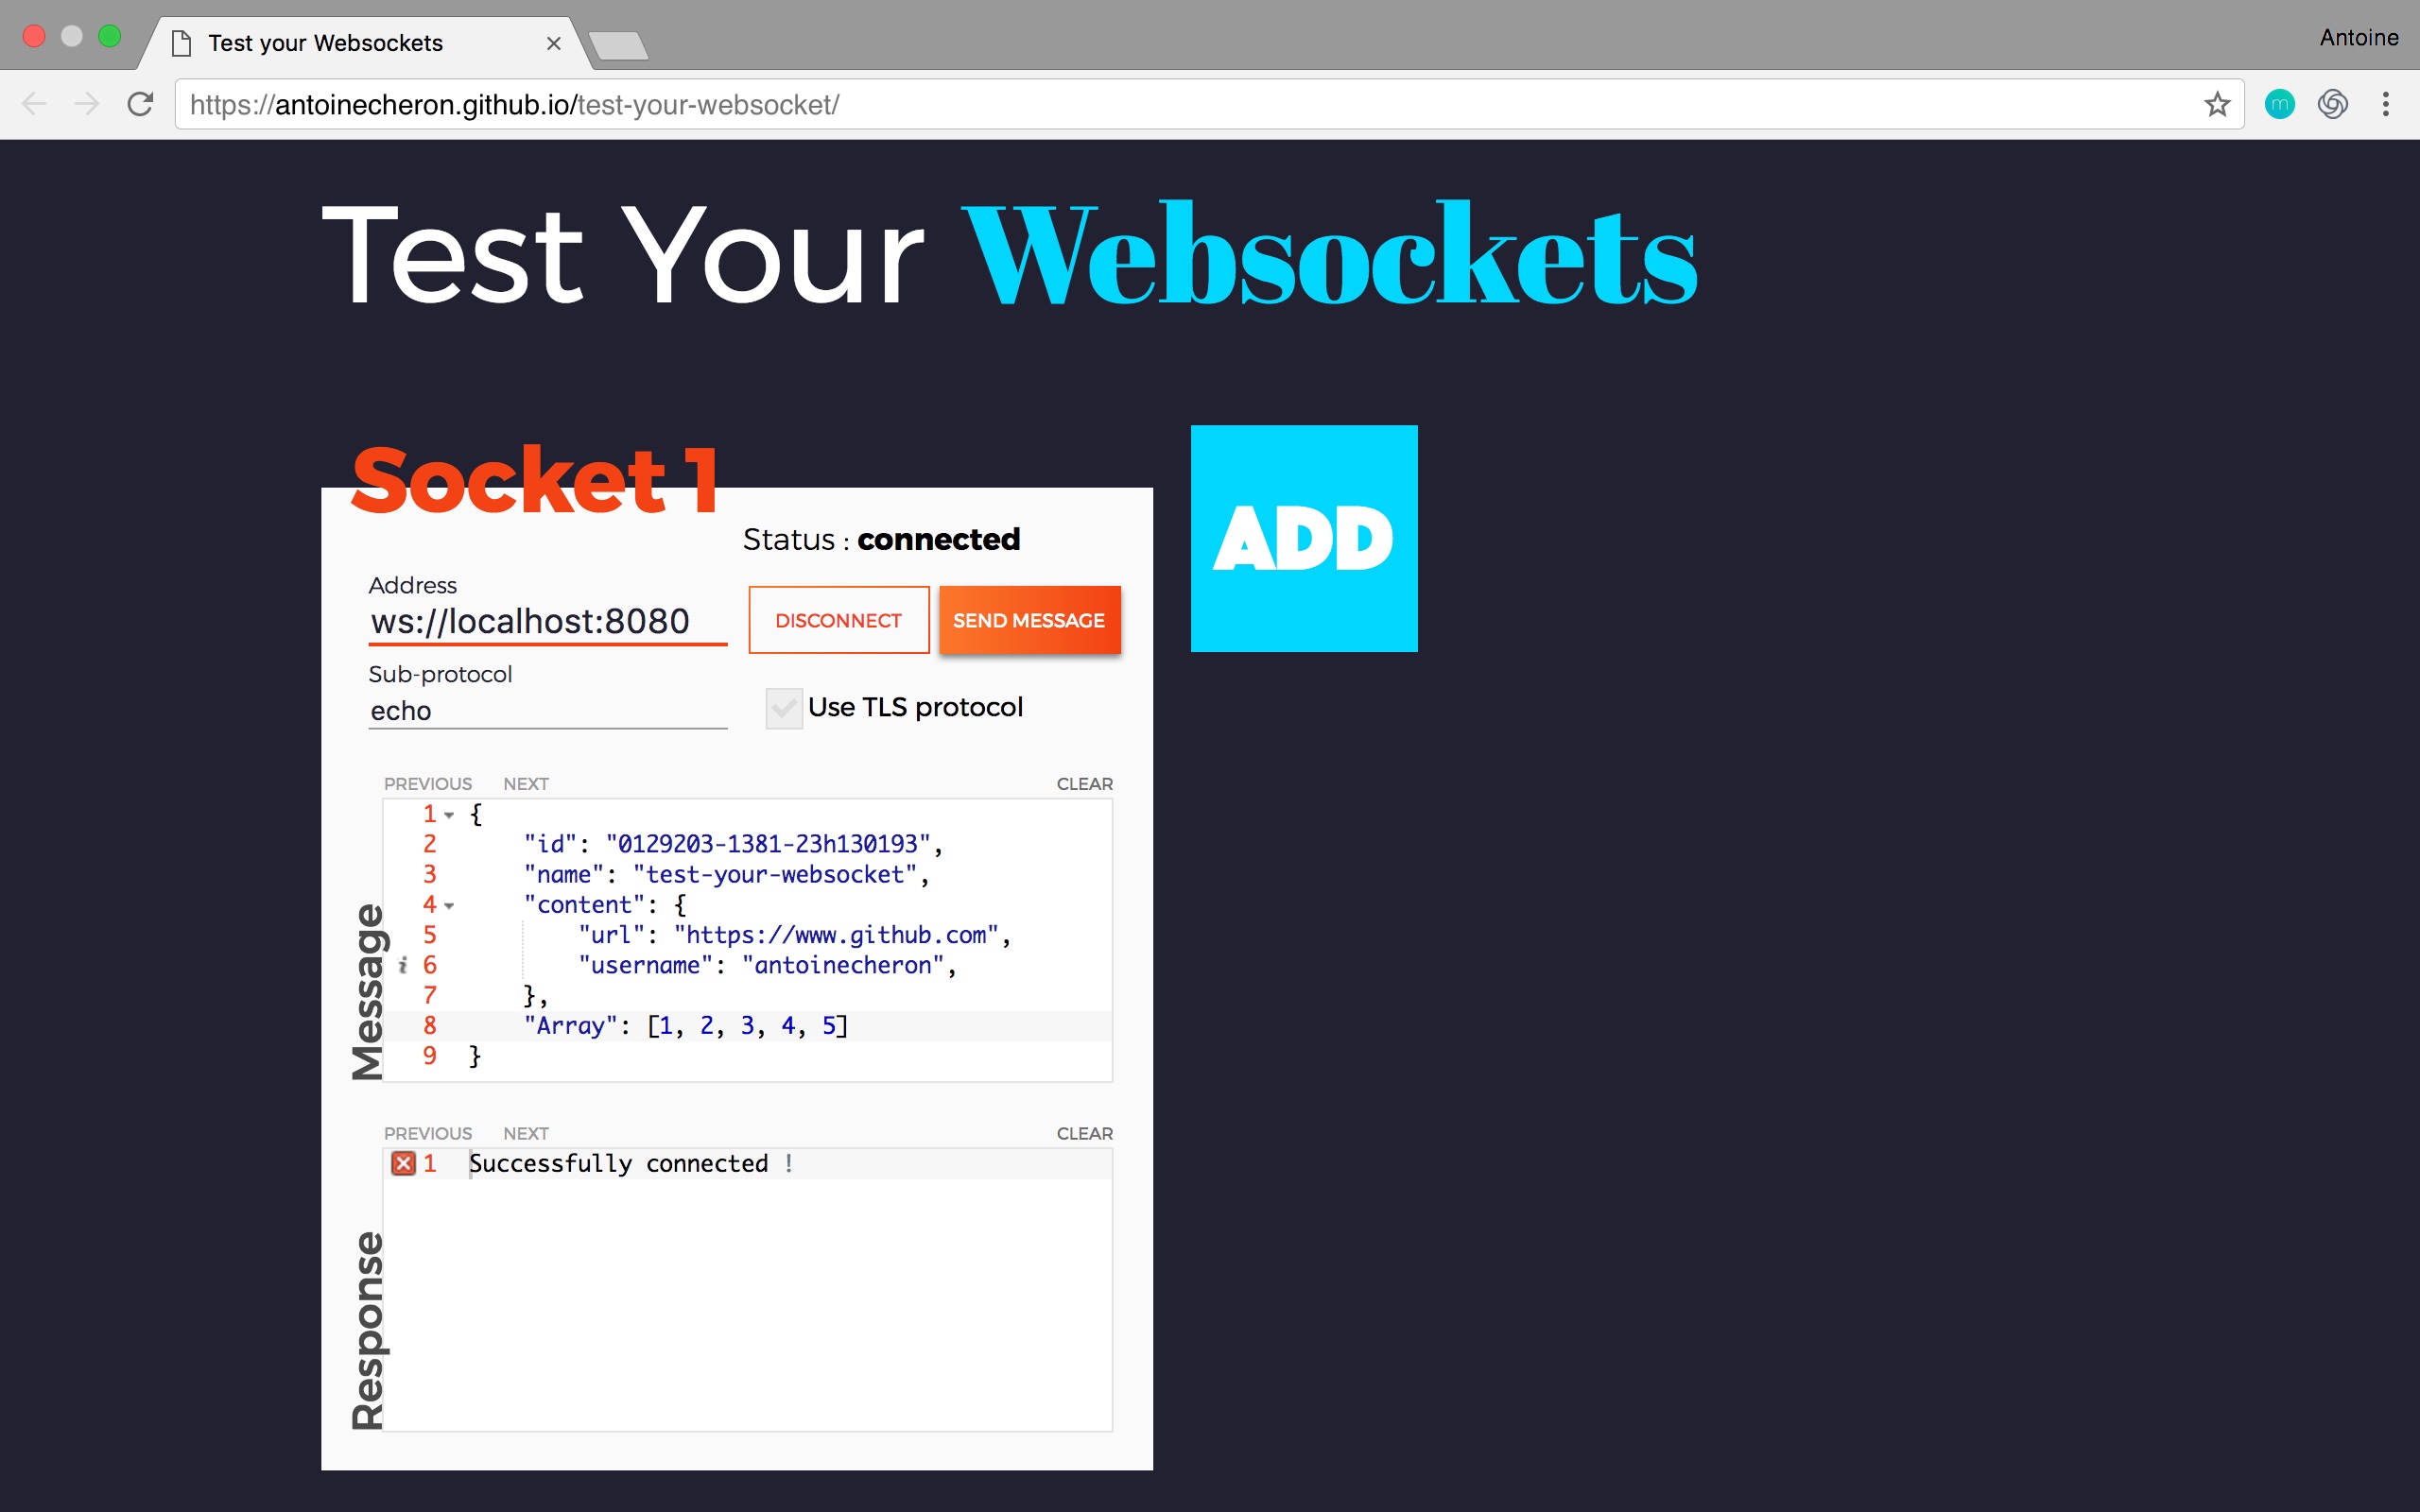 Test your Websockets
Antoine
https://antoinecheron.github.io/test-your-websocket/
m
Test Your Websockets
Socket 1
Status : connected
ADD
Address
ws://localhost:8080
DISCONNECT
SEND MESSAGE
Sub-protocol
echo
Use TLS protocol
PREVIOUS NEXT CLEAR
Message
1 {
2 "id": "0129203-1381-23h130193",
3 "name": "test-your-websocket",
4 "content": {
5 "url": "https://www.github.com",
i 6 "username": "antoinecheron",
7 },
8 "Array": [1, 2, 3, 4, 5]
9 }
PREVIOUS NEXT CLEAR
Response
1 Successfully connected !